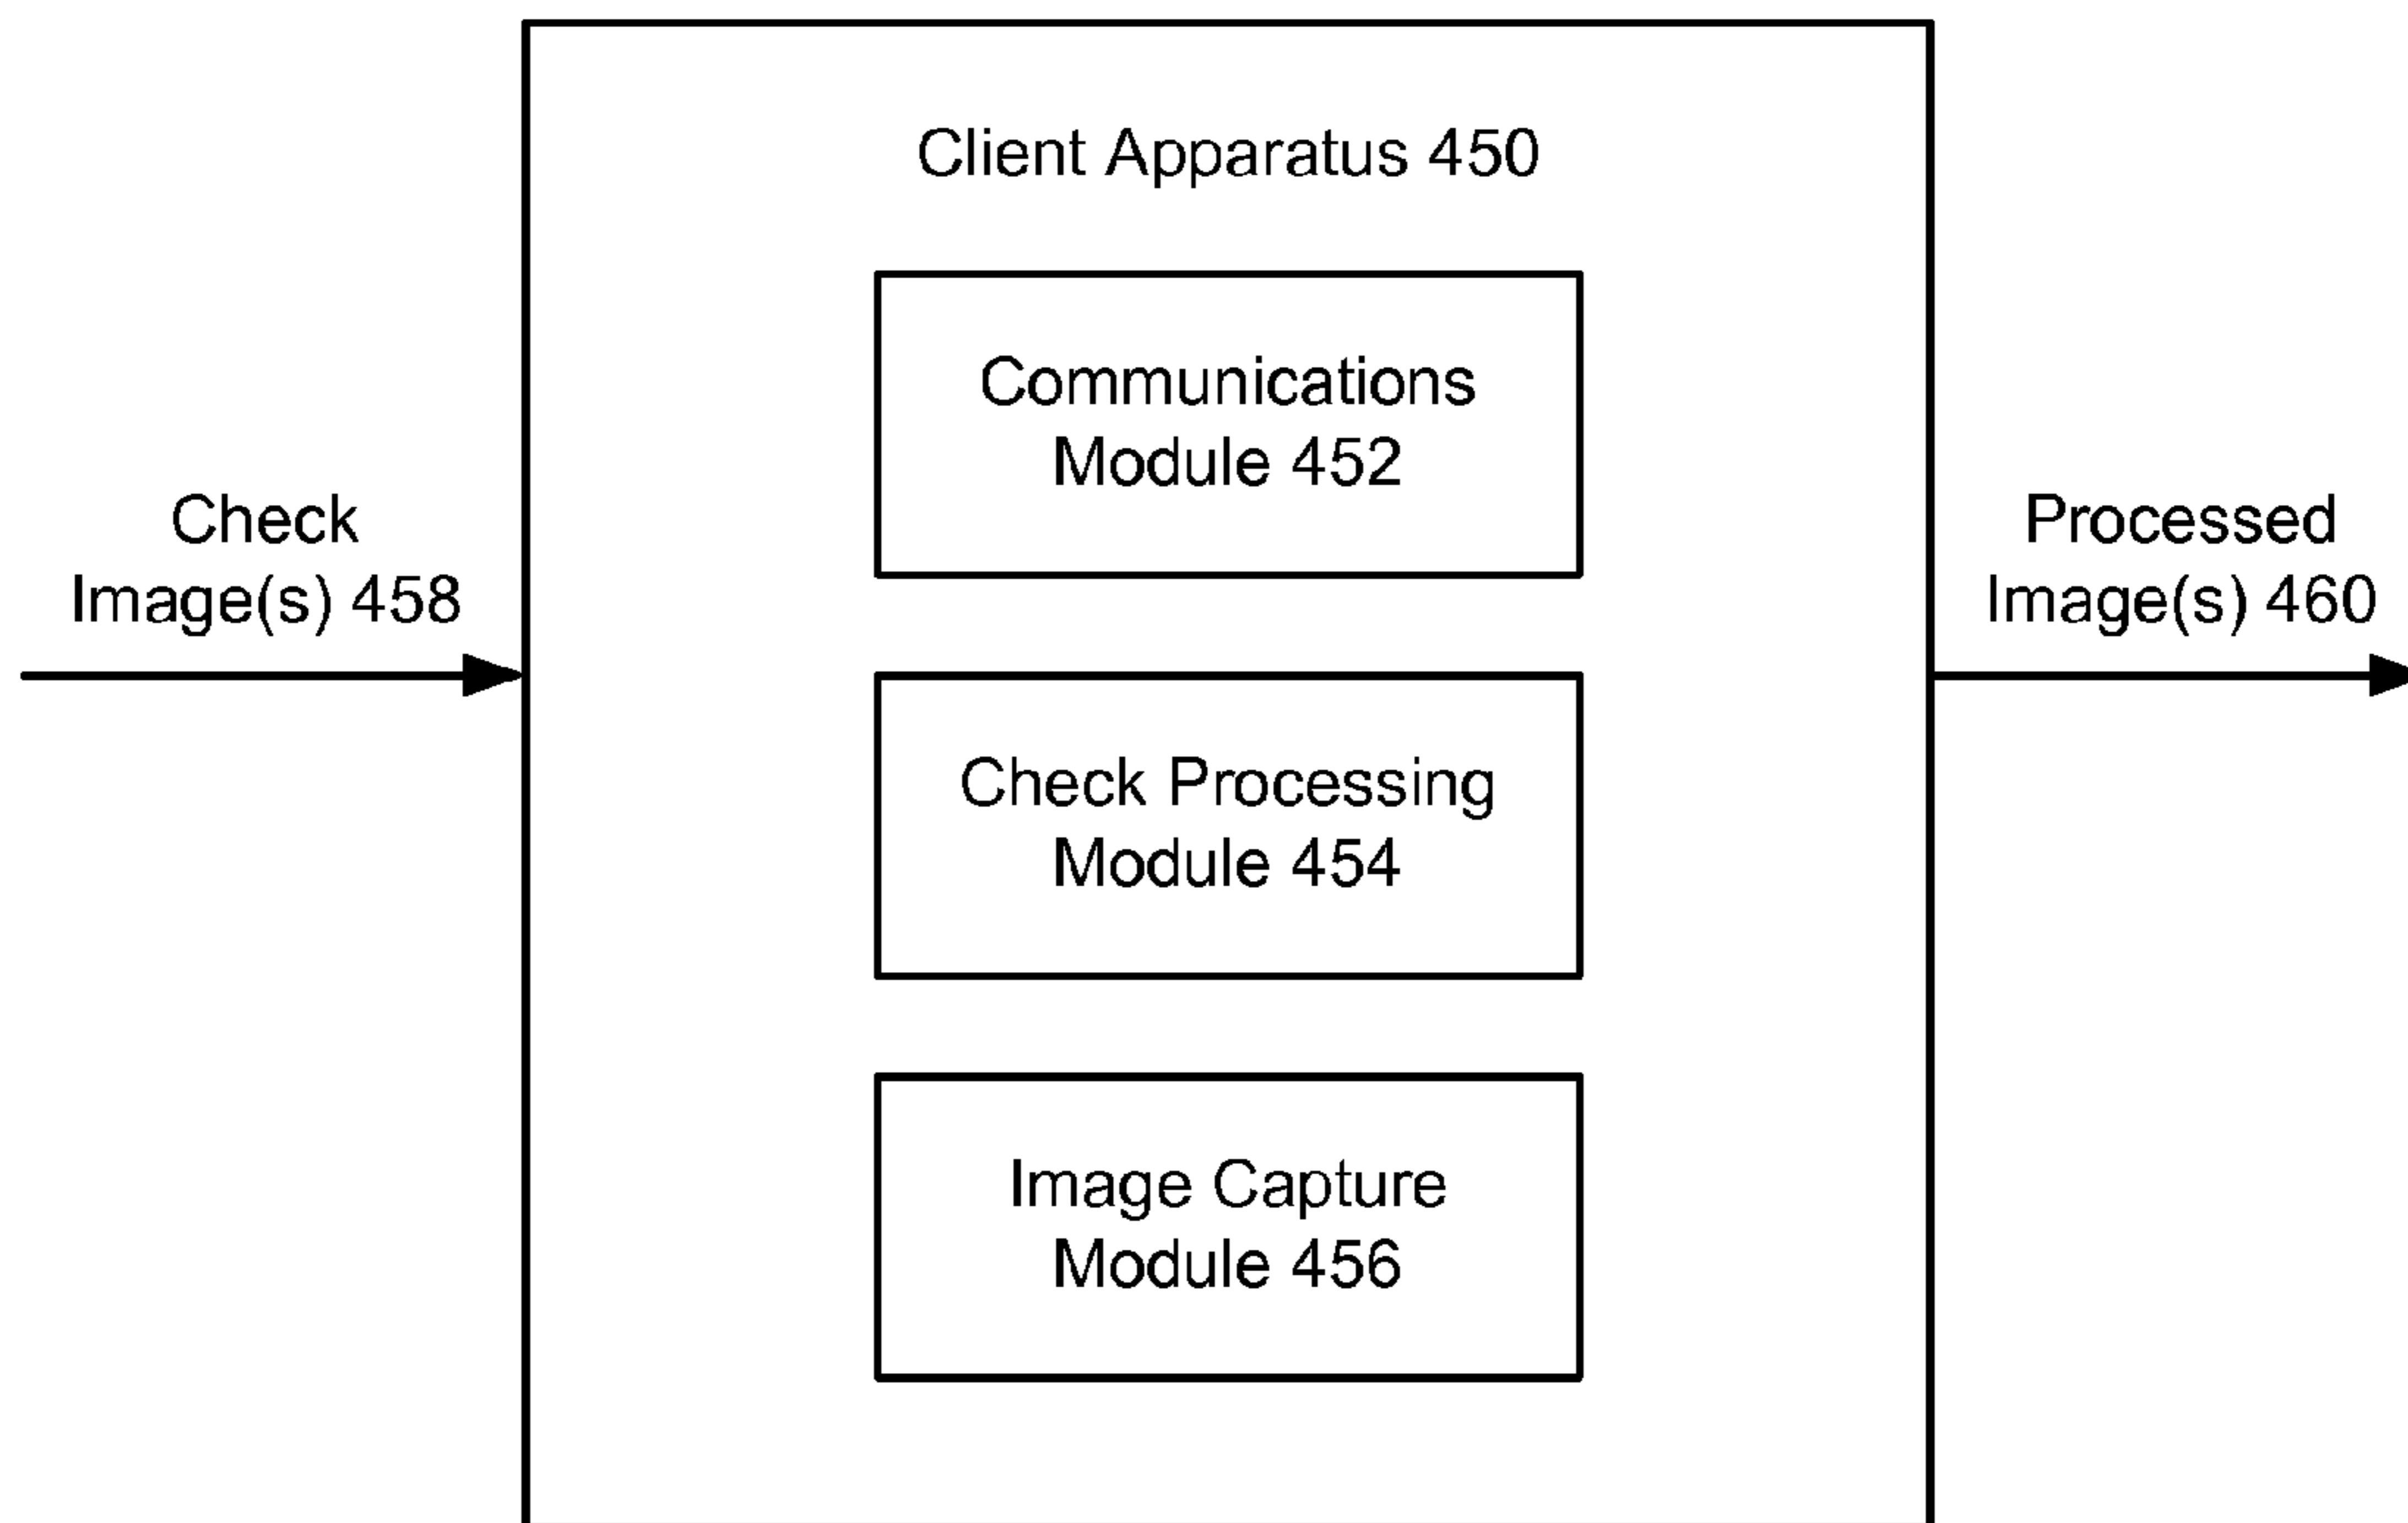 Client Apparatus 450
Communications
Module 452
Check
Image(s) 458
Processed
Image(s) 460
Check Processing
Module 454
Image Capture
Module 456